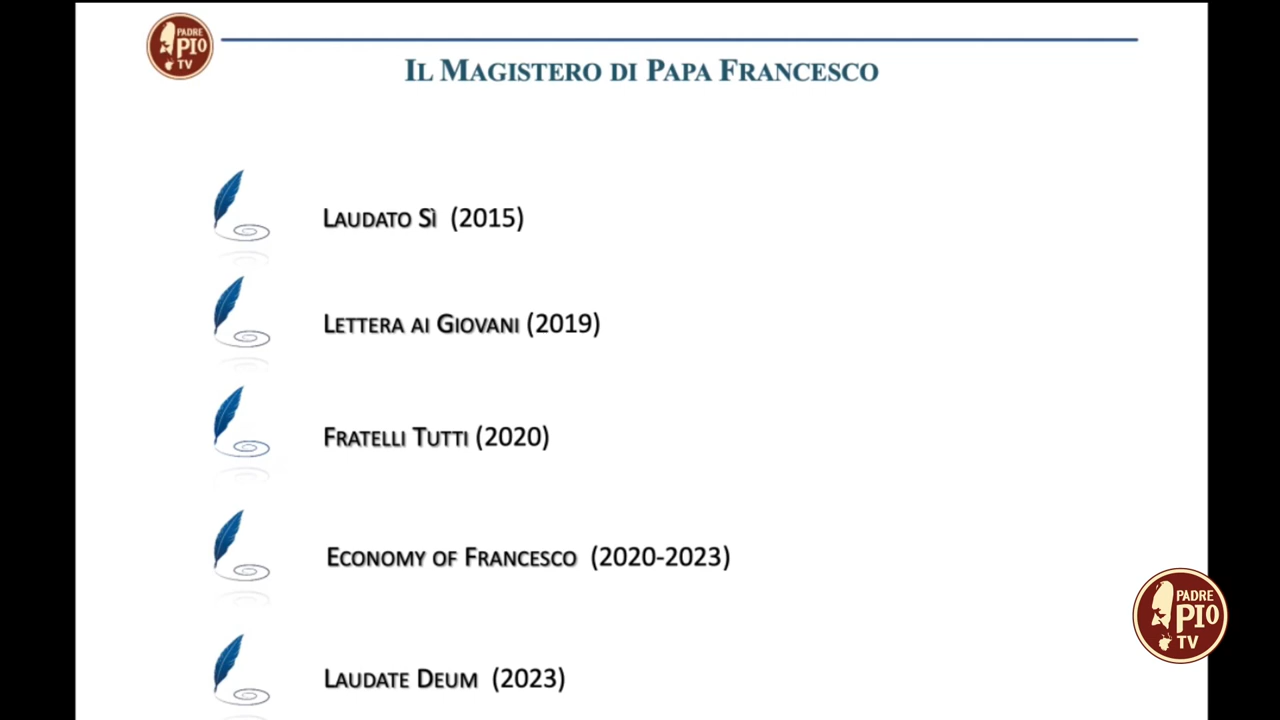 PADRE
PIO
TV
Il Magistero di Papa Francesco
Laudato Sì (2015)
Lettera ai Giovani (2019)
Fratelli Tutti (2020)
Economy of Francesco (2020-2023)
Laudate Deum (2023)
PADRE
PIO
TV